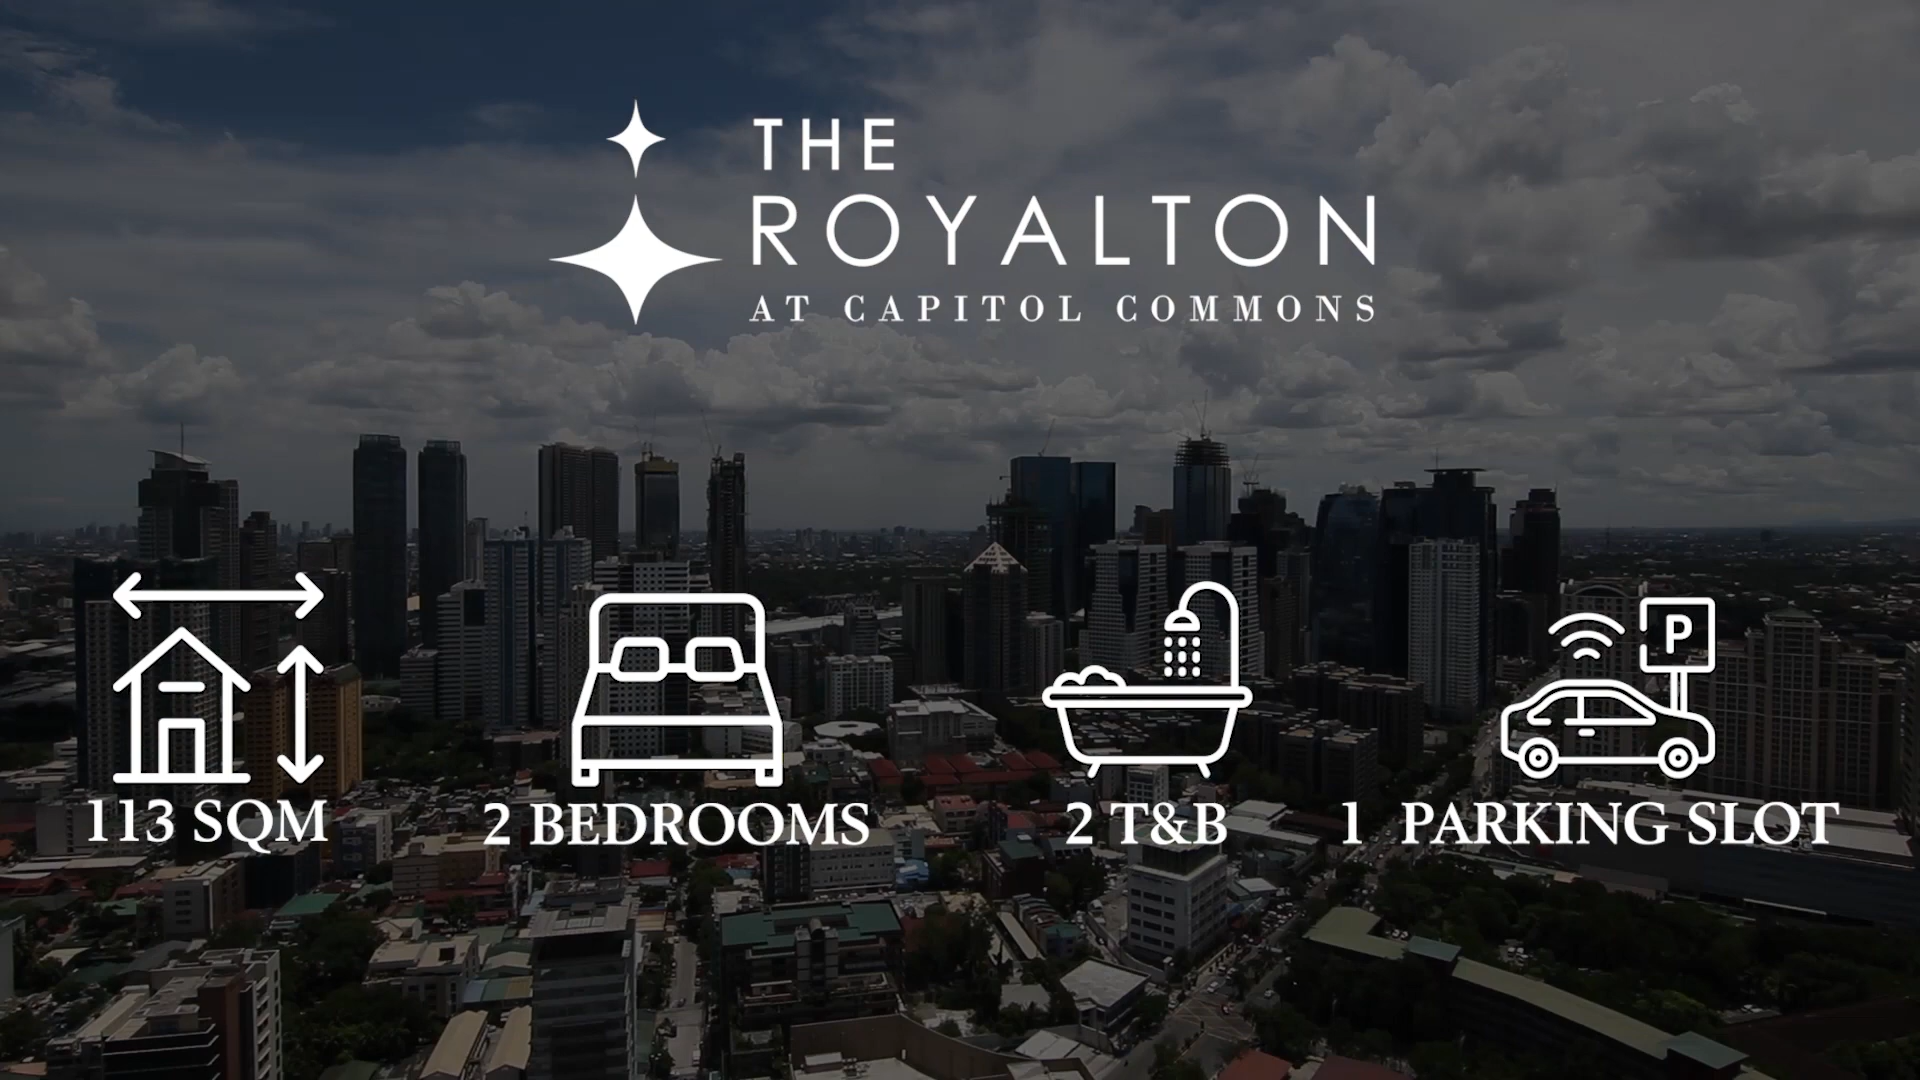 THE
ROYALTON
AT CAPITOL COMMONS
P
113 SQM
2 BEDROOMS
2 T&B
1 PARKING SLOT